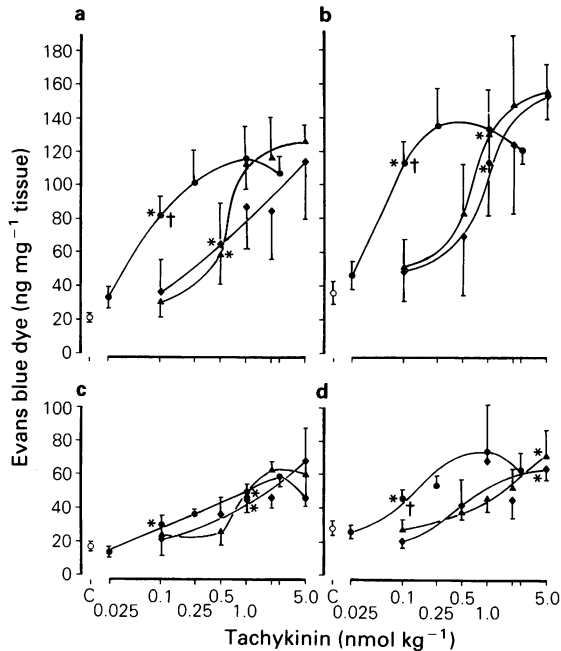 a
b
180
160
140
120
100
80
60
40
20
0
* † * *
* † * *
Evans blue dye (ng mg⁻¹ tissue)
c
d
100
80
60
40
20
0
* * *
* † * *
C 0.025 0.1 0.25 0.5 1.0 5.0
C 0.025 0.1 0.25 0.5 1.0 5.0
Tachykinin (nmol kg⁻¹)